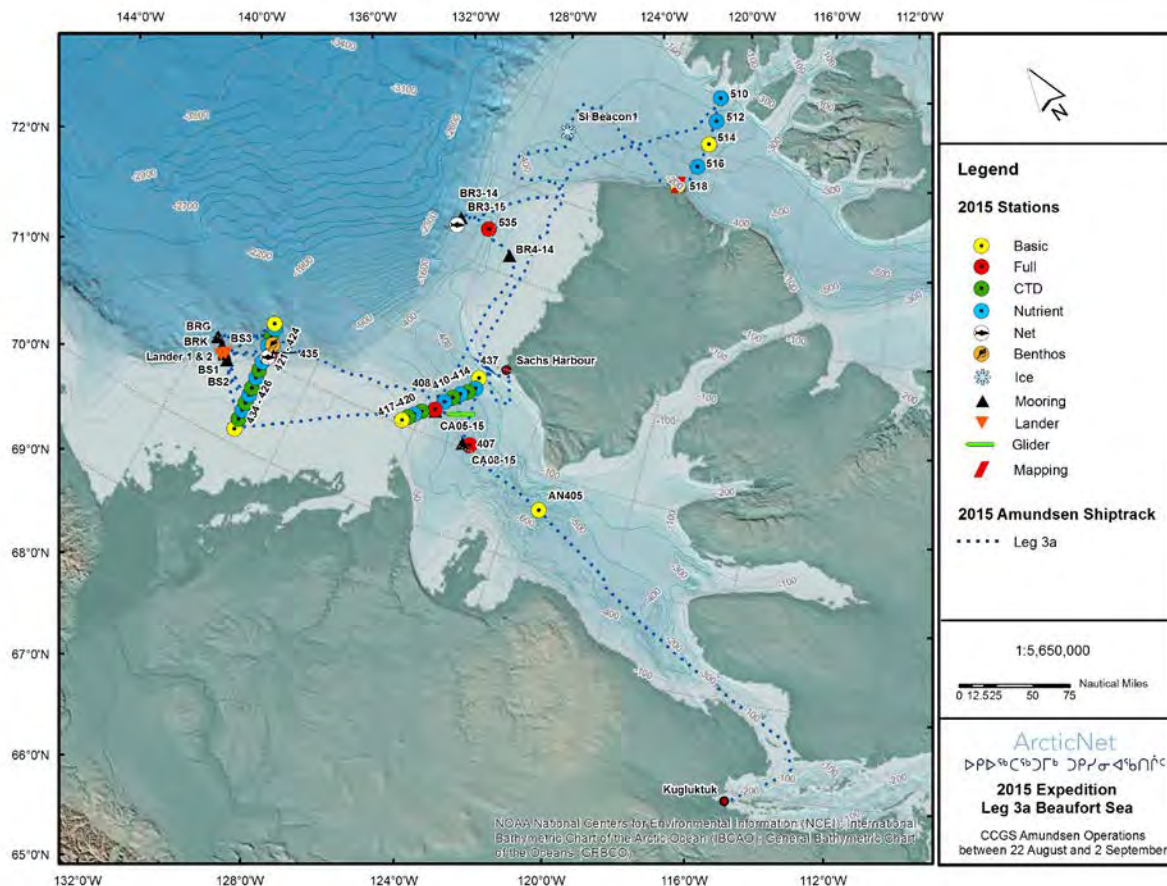 144°0'W 140°0'W 136°0'W 132°0'W 128°0'W 124°0'W 120°0'W 116°0'W 112°0'W
72°0'N
71°0'N
70°0'N
69°0'N
68°0'N
67°0'N
66°0'N
65°0'N
132°0'W 128°0'W 124°0'W 120°0'W 116°0'W 114°0'W
510
512
514
516
518
SI Beacon1
BR3-14
BR3-15
535
BR4-14
BRG
BRK
BS3
Lander 1 & 2
BS1
BS2
421 - 424
435
434 - 426
437
Sachs Harbour
408
410-414
417-420
CA05-15
407
CA08-15
AN405
Kugluktuk
NOAA National Centers for Environmental Information (NCEI); International
Bathymetric Chart of the Arctic Ocean (IBCAO); General Bathymetric Chart
of the Oceans (GEBCO)
N
Legend
2015 Stations
Basic
Full
CTD
Nutrient
Net
Benthos
Ice
Mooring
Lander
Glider
Mapping
2015 Amundsen Shiptrack
Leg 3a
1:5,650,000
Nautical Miles
0 12.525 50 75
ArcticNet
ᐅᑭᐅᖅᑕᖅᑐᒥᒃ ᑐᑭᓯᓂᐊᖃᑎᒌᑦ
2015 Expedition
Leg 3a Beaufort Sea
CCGS Amundsen Operations
between 22 August and 2 September